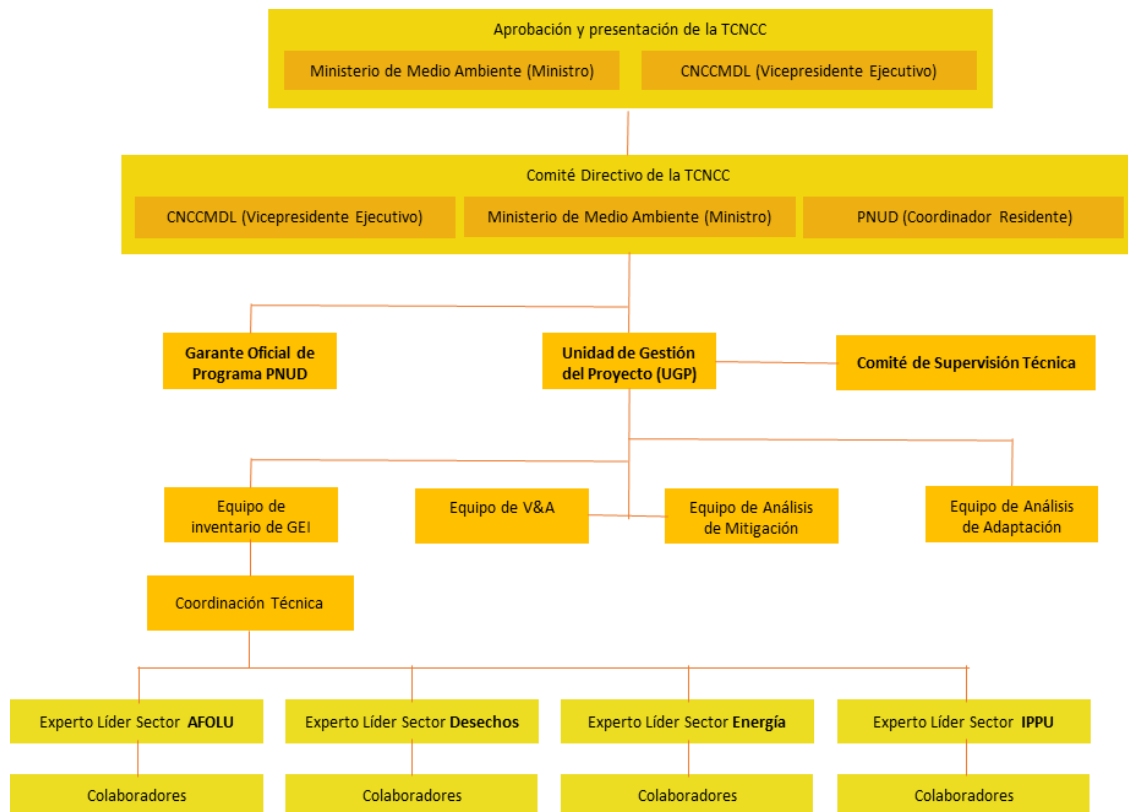 Aprobación y presentación de la TCNCC
Ministerio de Medio Ambiente (Ministro)
CNCCMDL (Vicepresidente Ejecutivo)
Comité Directivo de la TCNCC
CNCCMDL (Vicepresidente Ejecutivo)
Ministerio de Medio Ambiente (Ministro)
PNUD (Coordinador Residente)
Garante Oficial de
Programa PNUD
Unidad de Gestión
del Proyecto (UGP)
Comité de Supervisión Técnica
Equipo de
inventario de GEI
Equipo de V&A
Equipo de Análisis
de Mitigación
Equipo de Análisis
de Adaptación
Coordinación Técnica
Experto Líder Sector AFOLU
Experto Líder Sector Desechos
Experto Líder Sector Energía
Experto Líder Sector IPPU
Colaboradores
Colaboradores
Colaboradores
Colaboradores